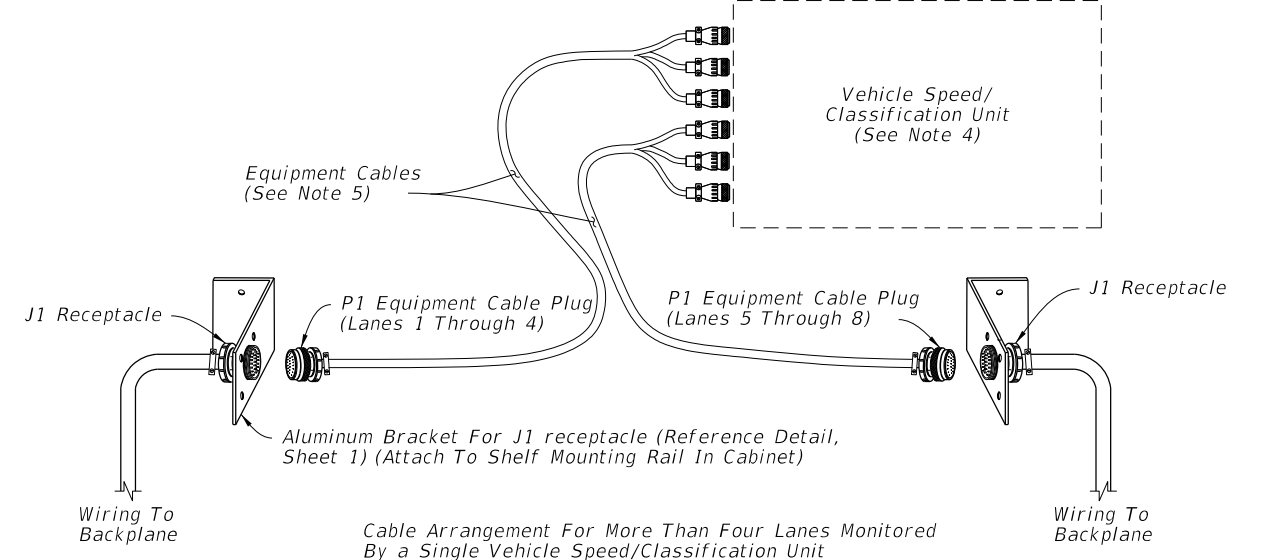 Vehicle Speed/
Classification Unit
(See Note 4)
Equipment Cables
(See Note 5)
J1 Receptacle
P1 Equipment Cable Plug
(Lanes 1 Through 4)
P1 Equipment Cable Plug
(Lanes 5 Through 8)
J1 Receptacle
Aluminum Bracket For J1 receptacle (Reference Detail,
Sheet 1) (Attach To Shelf Mounting Rail In Cabinet)
Wiring To
Backplane
Wiring To
Backplane
Cable Arrangement For More Than Four Lanes Monitored
By a Single Vehicle Speed/Classification Unit